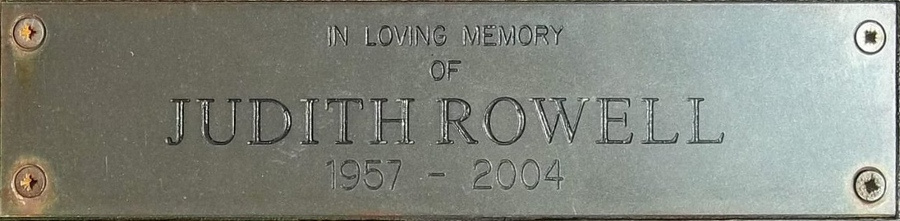 IN LOVING MEMORY
OF
JUDITH ROWELL
1957 - 2004